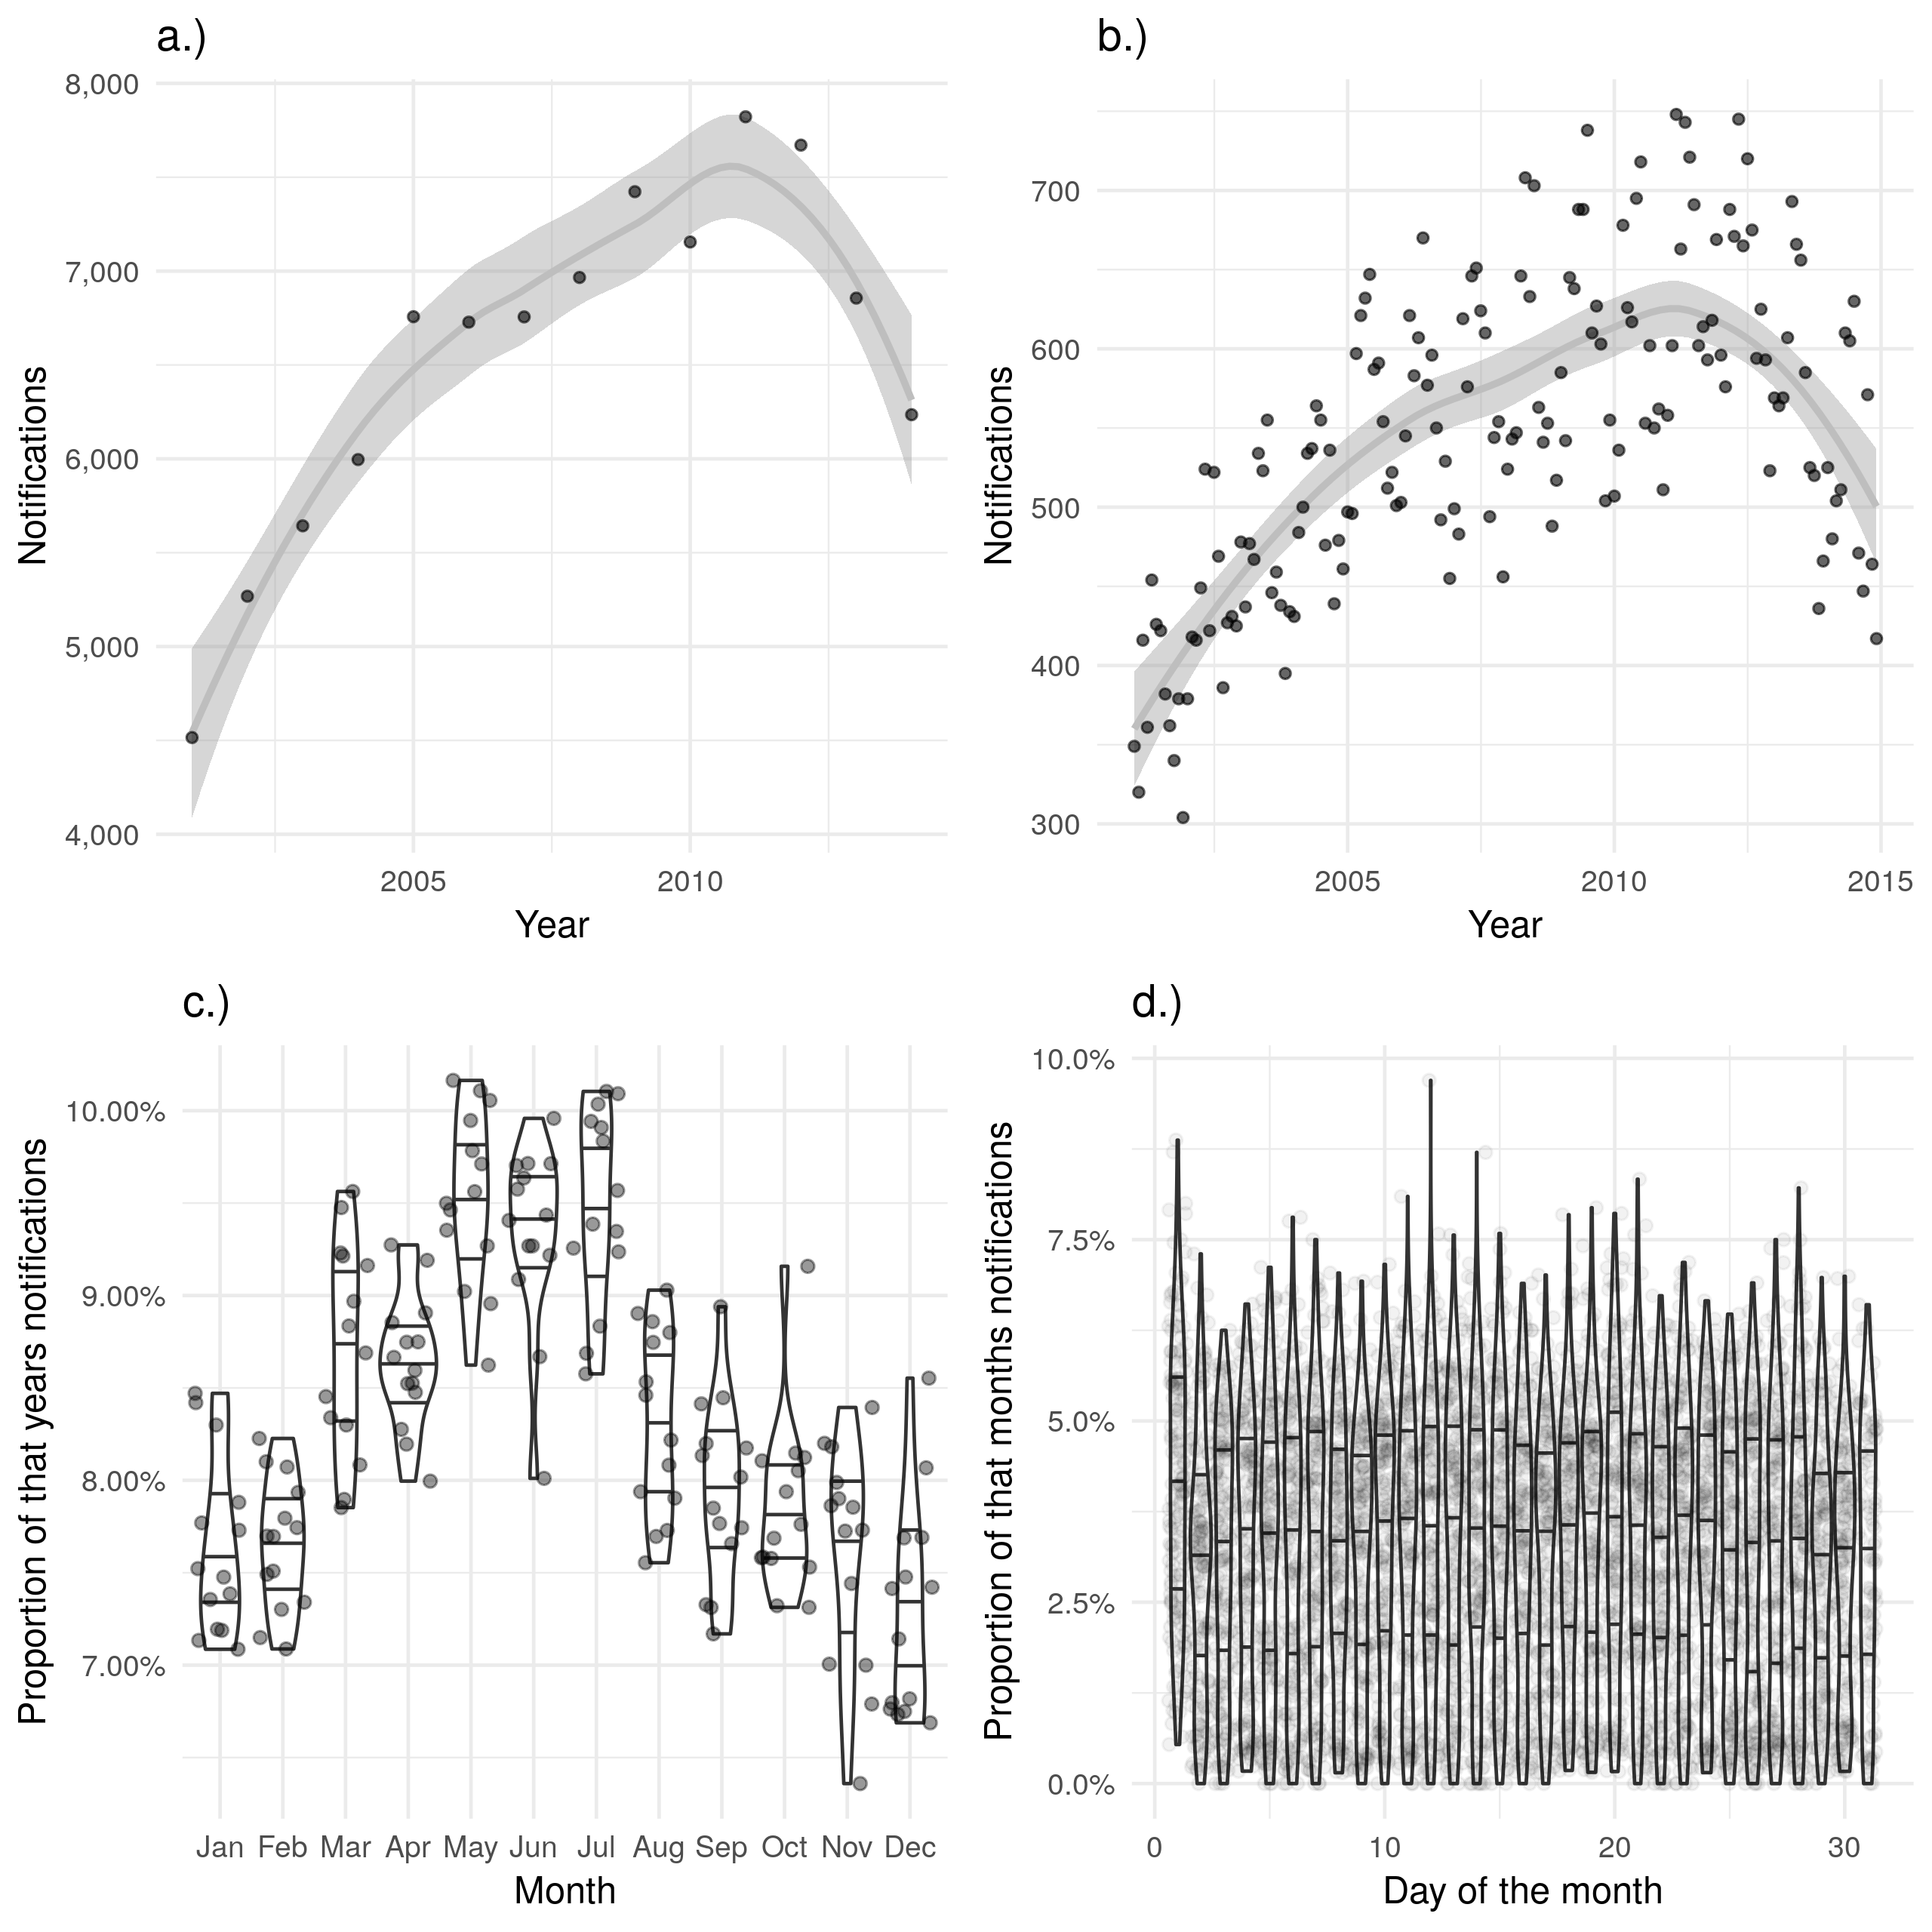 a.)
8,000
7,000
6,000
5,000
4,000
Notifications
2005 2010
Year
b.)
700
600
500
400
300
Notifications
2005 2010 2015
Year
c.)
10.00%
9.00%
8.00%
7.00%
Proportion of that years notifications
Jan Feb Mar Apr May Jun Jul Aug Sep Oct Nov Dec
Month
d.)
10.0%
7.5%
5.0%
2.5%
0.0%
Proportion of that months notifications
0 10 20 30
Day of the month